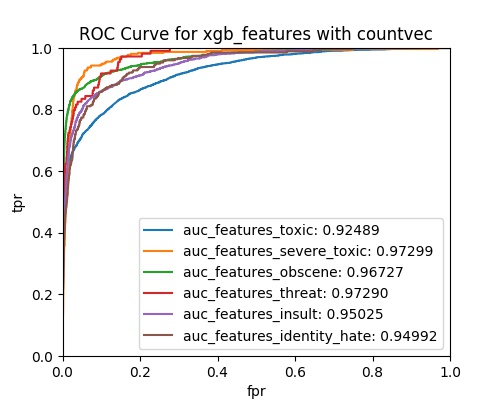 ROC Curve for xgb_features with countvec
1.0
0.8
0.6
0.4
0.2
0.0
tpr
auc_features_toxic: 0.92489
auc_features_severe_toxic: 0.97299
auc_features_obscene: 0.96727
auc_features_threat: 0.97290
auc_features_insult: 0.95025
auc_features_identity_hate: 0.94992
0.0 0.2 0.4 0.6 0.8 1.0
fpr